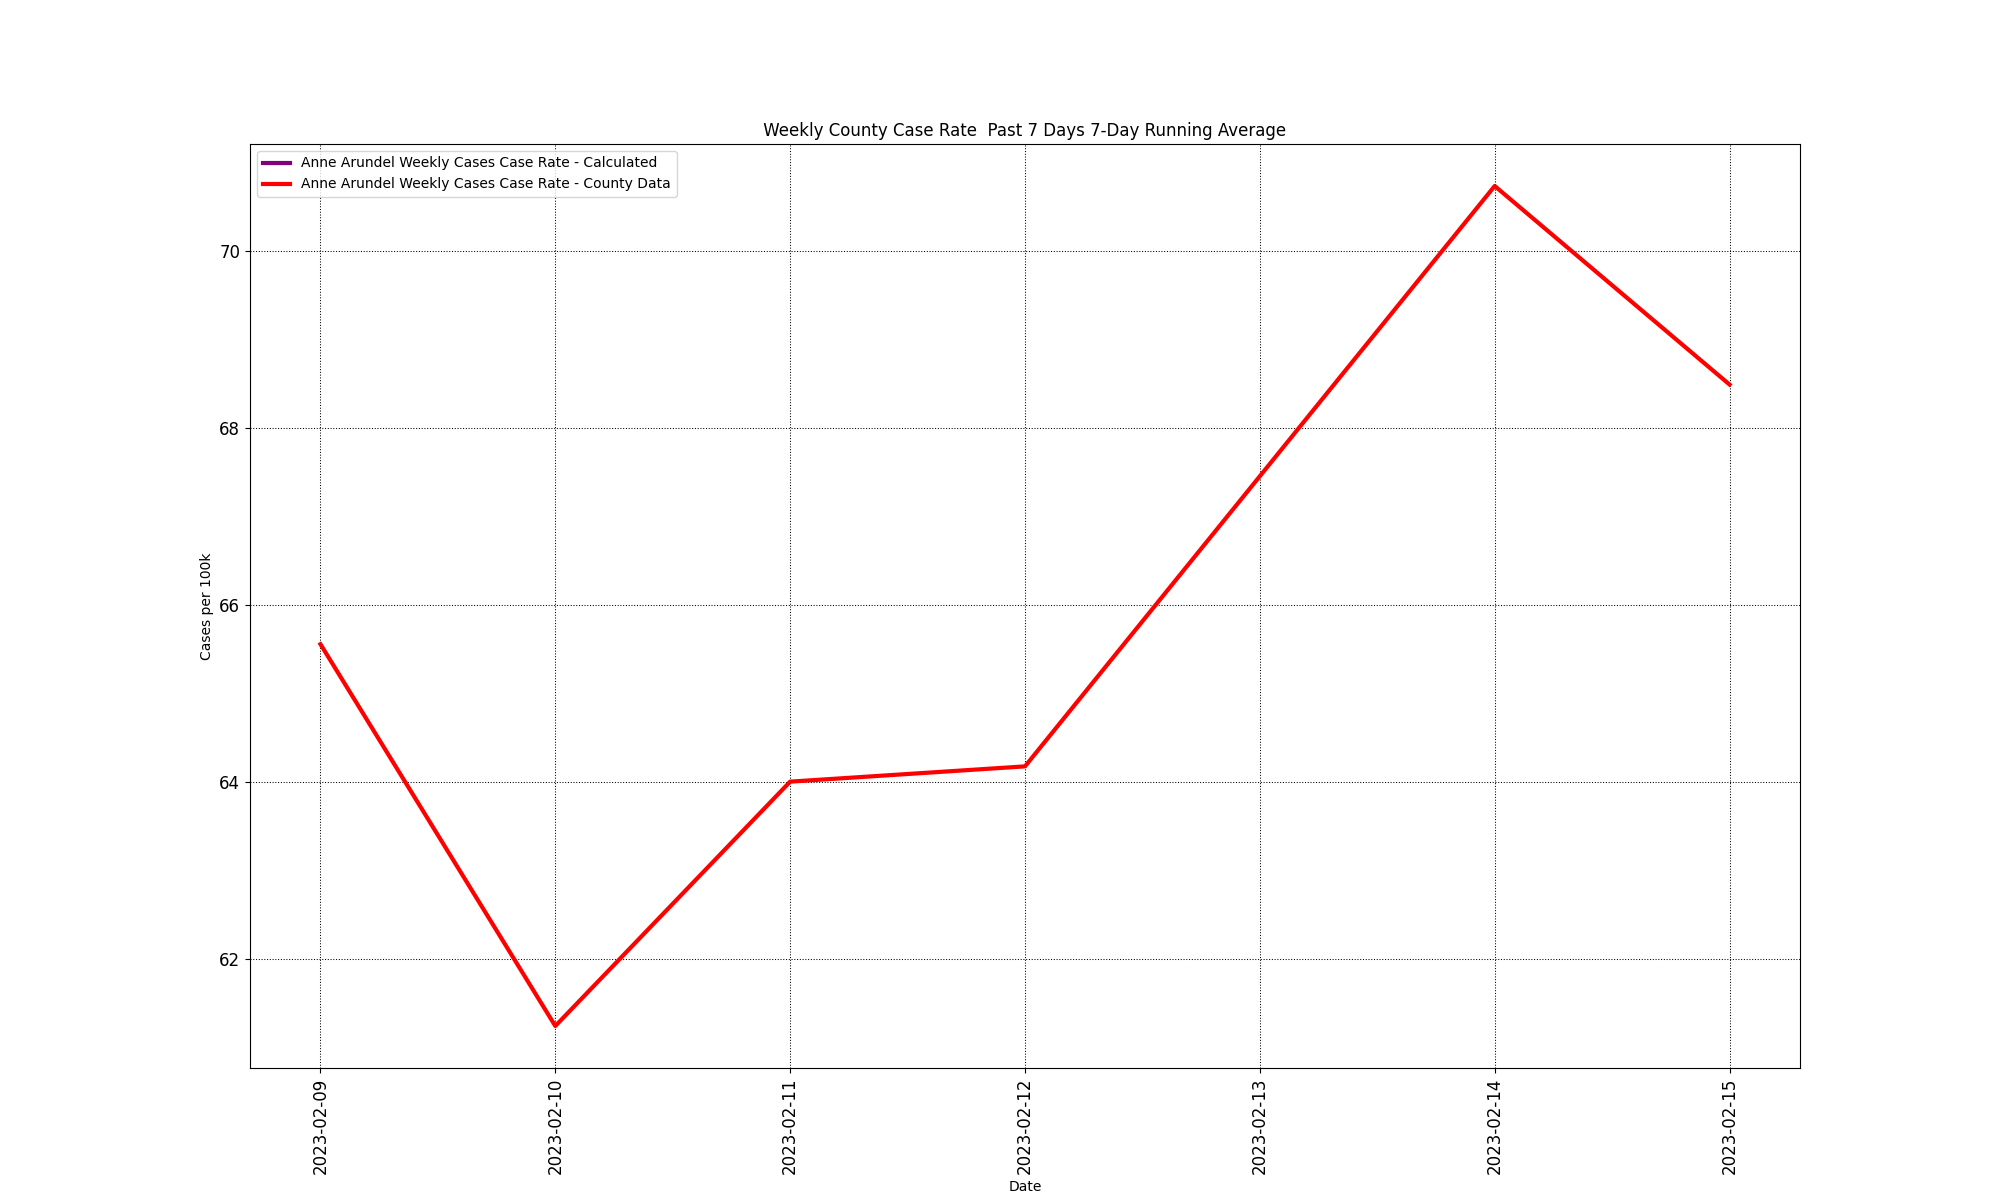 Weekly County Case Rate  Past 7 Days 7-Day Running Average
Anne Arundel Weekly Cases Case Rate - Calculated
Anne Arundel Weekly Cases Case Rate - County Data
Cases per 100k
70
68
66
64
62
2023-02-09
2023-02-10
2023-02-11
2023-02-12
2023-02-13
2023-02-14
2023-02-15
Date